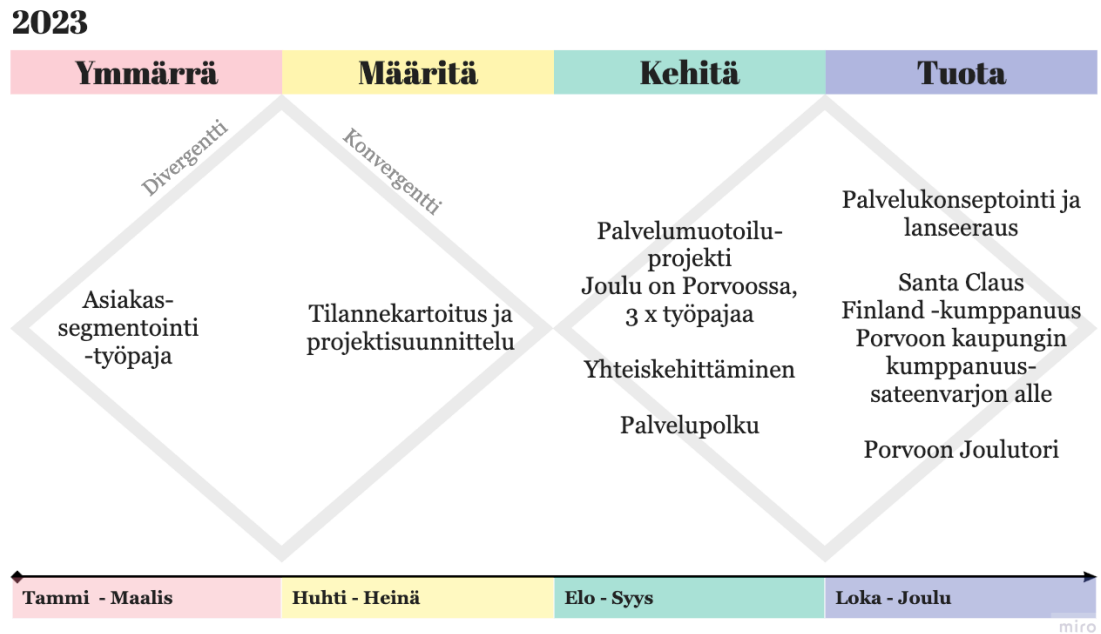 2023
Ymmärrä
Määritä
Kehitä
Tuota
Divergentti
Konvergentti
Asiakas-
segmentointi
-työpaja
Tilannekartoitus ja
projektisuunnittelu
Palvelumuotoilu-
projekti
Joulu on Porvoossa,
3 x työpajaa
Yhteiskehittäminen
Palvelupolku
Palvelukonseptointi ja
lanseeraus
Santa Claus
Finland -kumppanuus
Porvoon kaupungin
kumppanuus-
sateenvarjon alle
Porvoon Joulutori
Tammi - Maalis
Huhti - Heinä
Elo - Syys
Loka - Joulu
miro